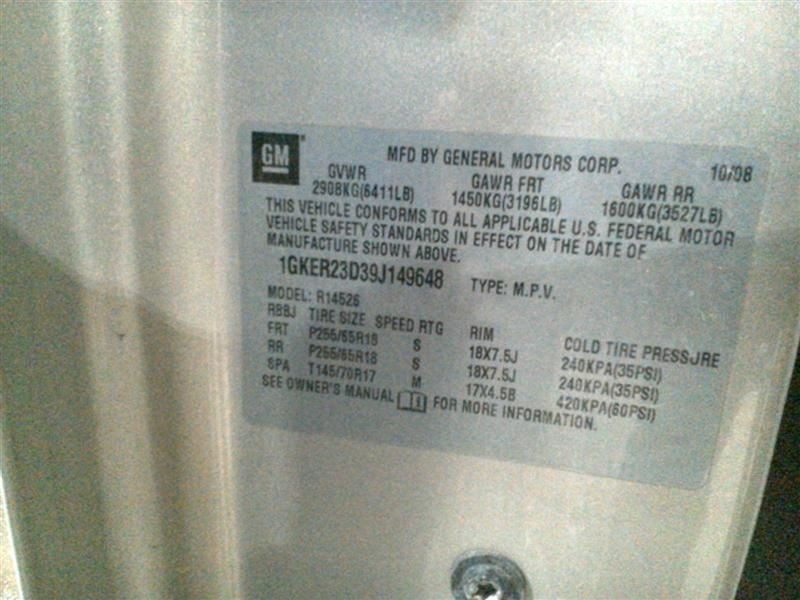 GM
MFD BY GENERAL MOTORS CORP. 10/08
GVWR GAWR FRT GAWR RR
2908KG(6411LB) 1450KG(3196LB) 1600KG(3527LB)
THIS VEHICLE CONFORMS TO ALL APPLICABLE U.S. FEDERAL MOTOR
VEHICLE SAFETY STANDARDS IN EFFECT ON THE DATE OF
MANUFACTURE SHOWN ABOVE.
1GKER23D39J149648 TYPE: M.P.V.
MODEL: R14526
RBBJ TIRE SIZE SPEED RTG RIM COLD TIRE PRESSURE
FRT P255/65R18 S 18X7.5J 240KPA(35PSI)
RR P255/65R18 S 18X7.5J 240KPA(35PSI)
SPA T145/70R17 M 17X4.5B 420KPA(60PSI)
SEE OWNER'S MANUAL FOR MORE INFORMATION.